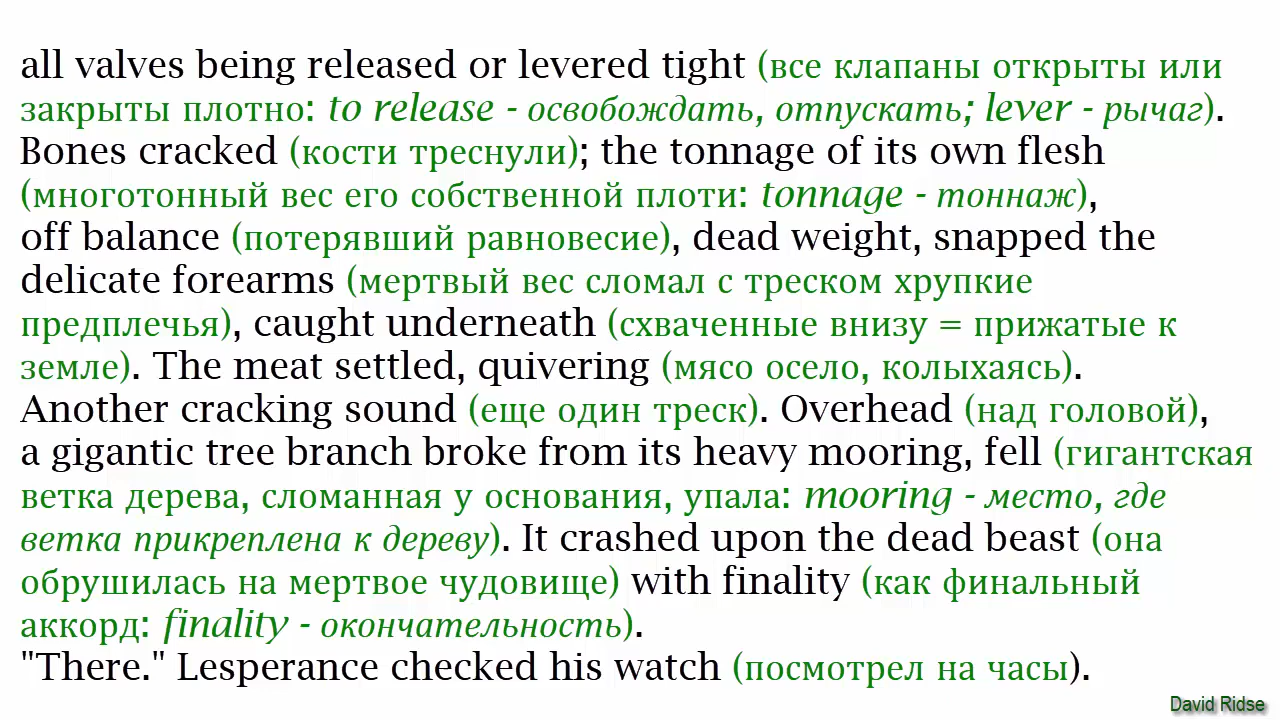 all valves being released or levered tight (все клапаны открыты или
закрыты плотно: to release - освобождать, отпускать; lever - рычаг).
Bones cracked (кости треснули); the tonnage of its own flesh
(многотонный вес его собственной плоти: tonnage - тоннаж),
off balance (потерявший равновесие), dead weight, snapped the
delicate forearms (мертвый вес сломал с треском хрупкие
предплечья), caught underneath (схваченные внизу = прижатые к
земле). The meat settled, quivering (мясо осело, колыхаясь).
Another cracking sound (еще один треск). Overhead (над головой),
a gigantic tree branch broke from its heavy mooring, fell (гигантская
ветка дерева, сломанная у основания, упала: mooring - место, где
ветка прикреплена к дереву). It crashed upon the dead beast (она
обрушилась на мертвое чудовище) with finality (как финальный
аккорд: finality - окончательность).
"There." Lesperance checked his watch (посмотрел на часы).
David Ridse